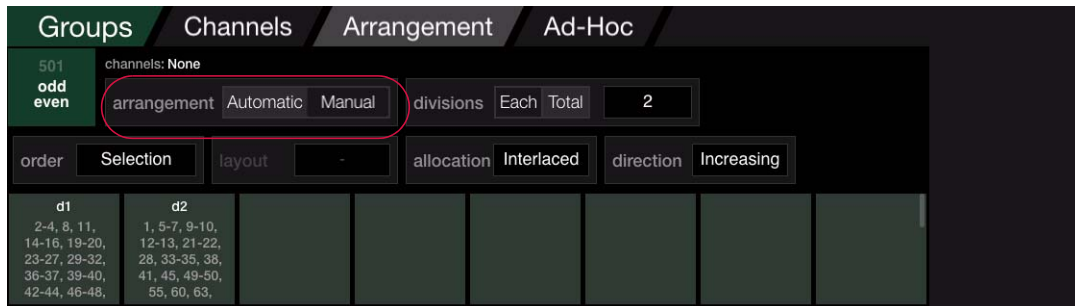 Groups Channels Arrangement Ad-Hoc
501
odd
even
channels: None
arrangement Automatic Manual divisions Each Total 2
order Selection layout - allocation Interlaced direction Increasing
d1
2-4, 8, 11,
14-16, 19-20,
23-27, 29-32,
36-37, 39-40,
42-44, 46-48,
d2
1, 5-7, 9-10,
12-13, 21-22,
28, 33-35, 38,
41, 45, 49-50,
55, 60, 63,